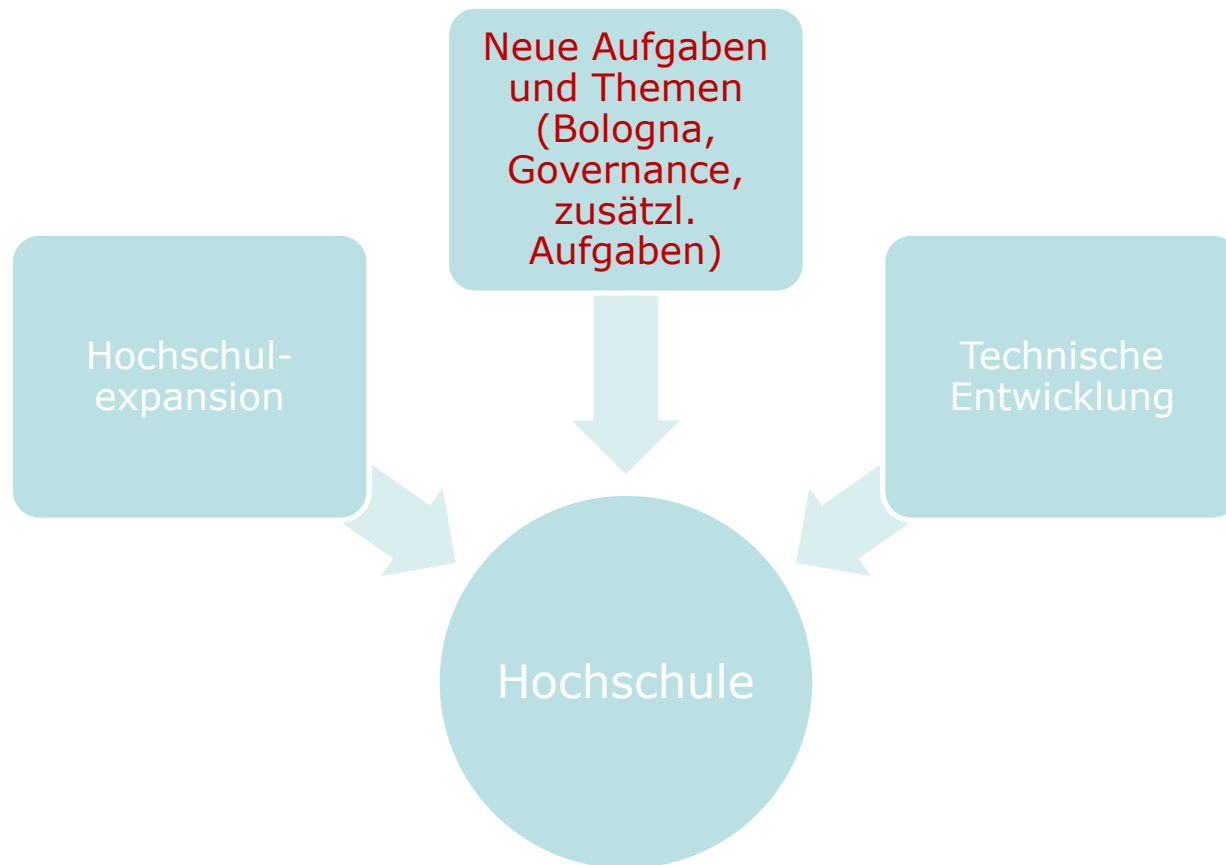 Neue Aufgaben
und Themen
(Bologna,
Governance,
zusätzl.
Aufgaben)
Hochschul-
expansion
Technische
Entwicklung
Hochschule